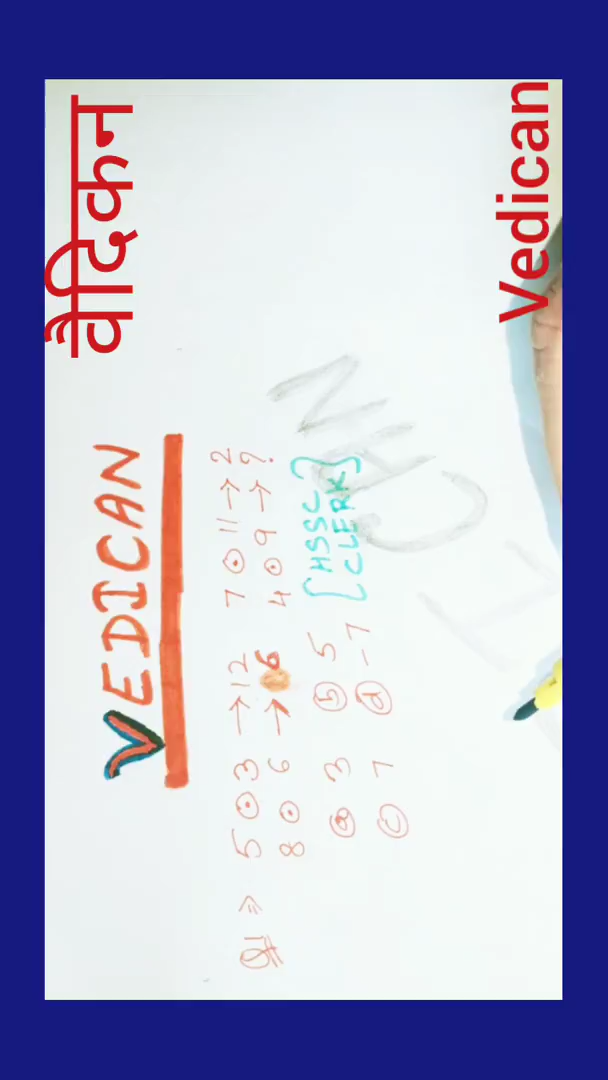 वैदिकन
VEDICAN
Q1 ⇒ 5 ⊙ 3 → 12 7 ⊙ 11 → 2
8 ⊙ 6 → 6 4 ⊙ 9 → ?
ⓐ 3 ⓑ 5 [HSSC
ⓒ 7 ⓓ -7 CLERK]
Vedican